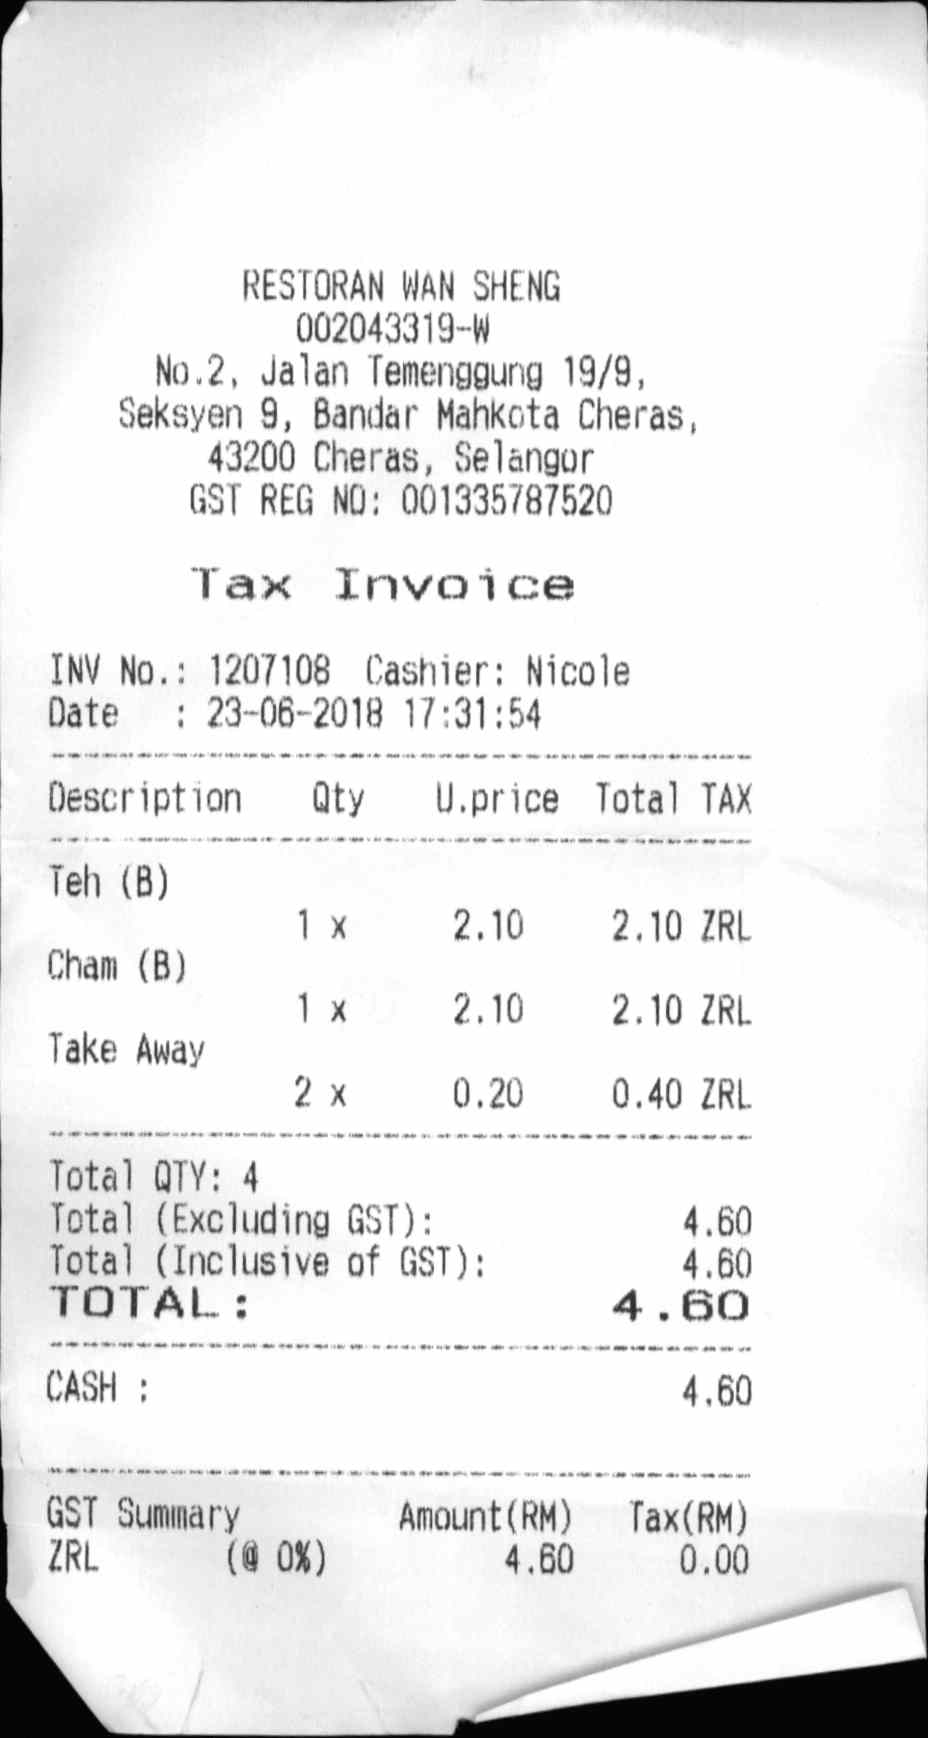 RESTORAN WAN SHENG
002043319-W
No.2, Jalan Temenggung 19/9,
Seksyen 9, Bandar Mahkota Cheras,
43200 Cheras, Selangor
GST REG NO: 001335787520
Tax Invoice
INV No.: 1207108 Cashier: Nicole
Date : 23-06-2018 17:31:54
Description Qty U.price Total TAX
Teh (B)
1 x 2.10 2.10 ZRL
Cham (B)
1 x 2.10 2.10 ZRL
Take Away
2 x 0.20 0.40 ZRL
Total QTY: 4
Total (Excluding GST): 4.60
Total (Inclusive of GST): 4.60
TOTAL: 4.60
CASH : 4.60
GST Summary Amount(RM) Tax(RM)
ZRL (@ 0%) 4.60 0.00